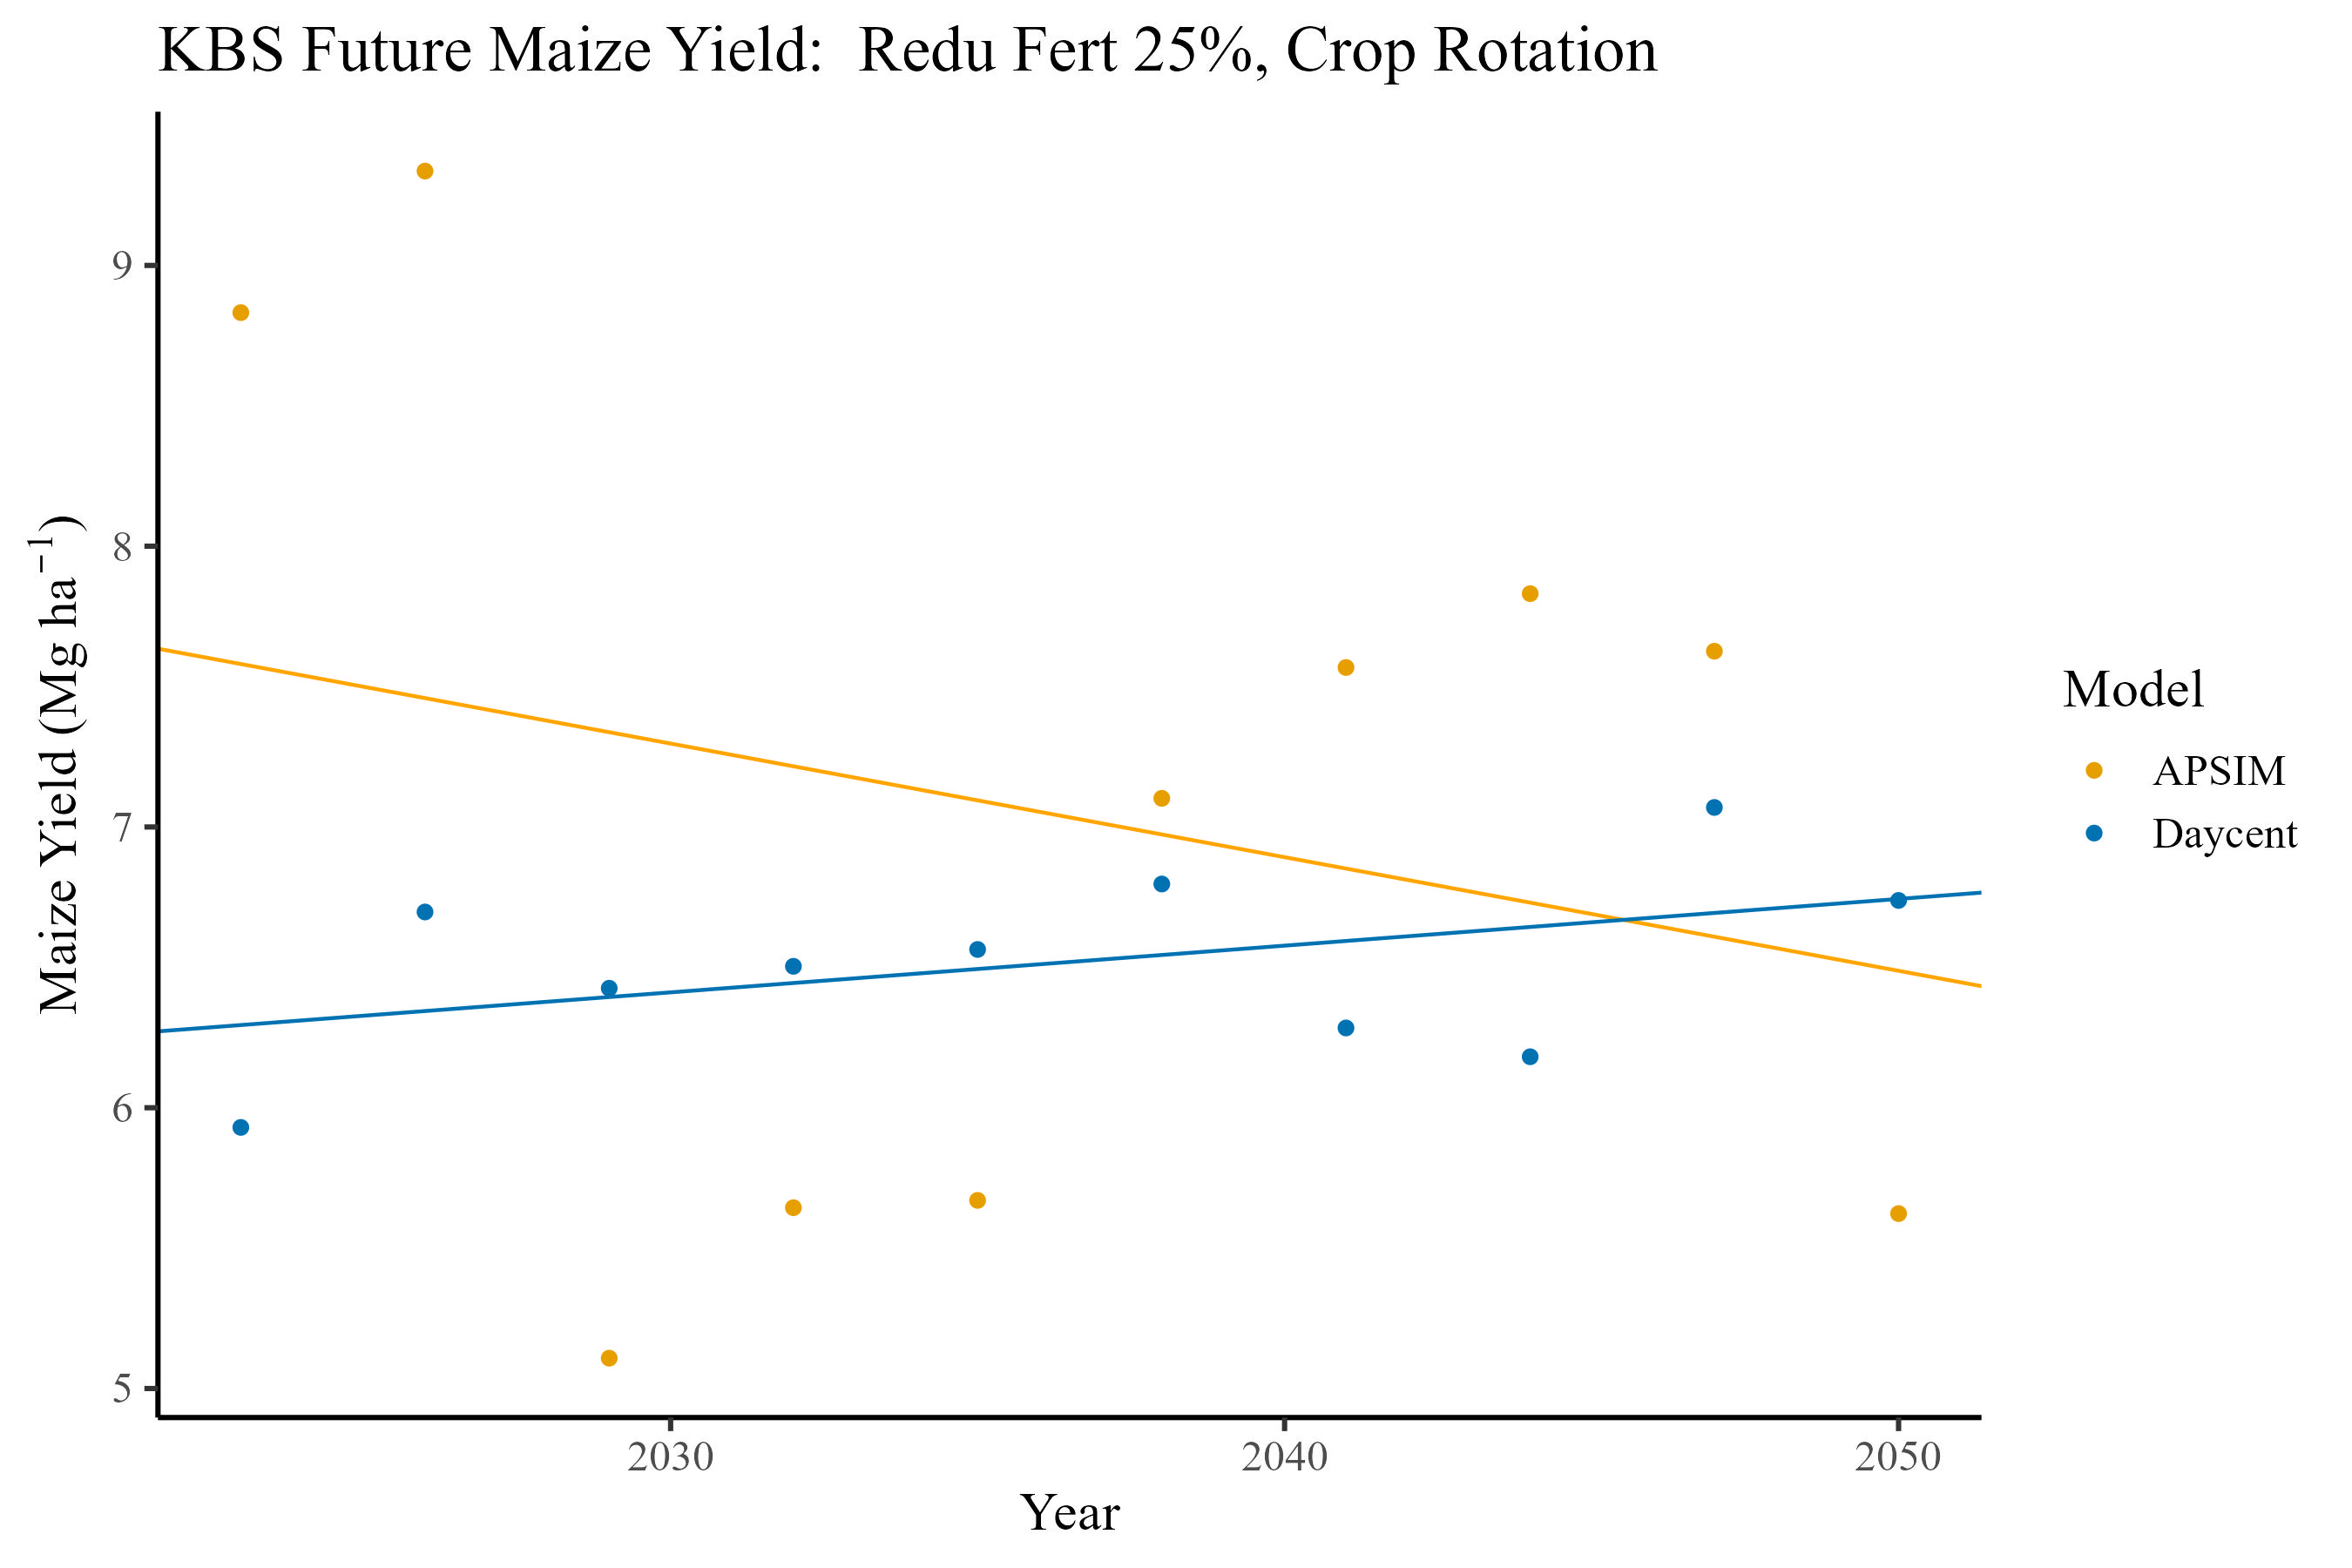 KBS Future Maize Yield:  Redu Fert 25%, Crop Rotation
Maize Yield (Mg ha⁻¹)
9
8
7
6
5
2030 2040 2050
Year
Model
APSIM
Daycent